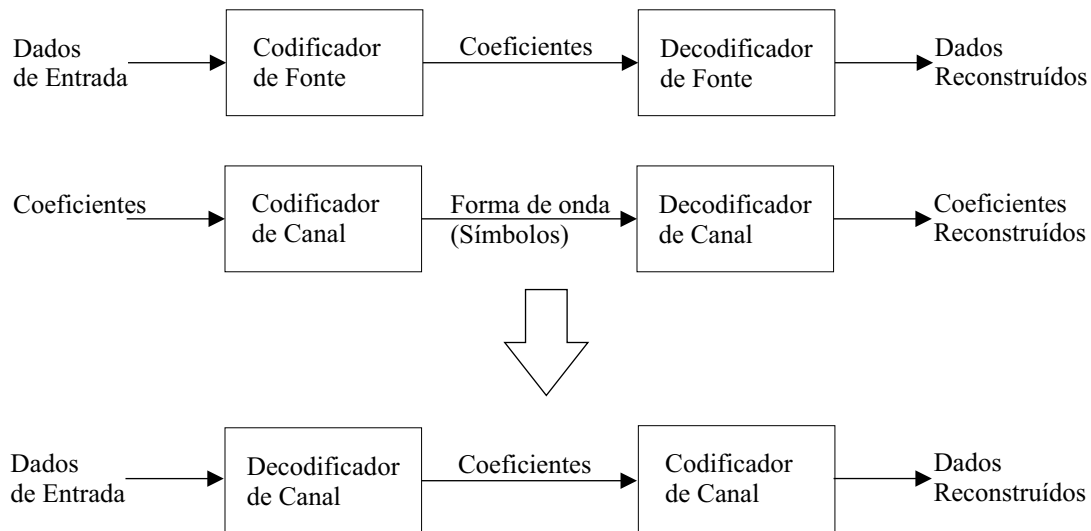 Dados
de Entrada
Codificador
de Fonte
Coeficientes
Decodificador
de Fonte
Dados
Reconstruídos
Coeficientes
Codificador
de Canal
Forma de onda
(Símbolos)
Decodificador
de Canal
Coeficientes
Reconstruídos
Dados
de Entrada
Decodificador
de Canal
Coeficientes
Codificador
de Canal
Dados
Reconstruídos